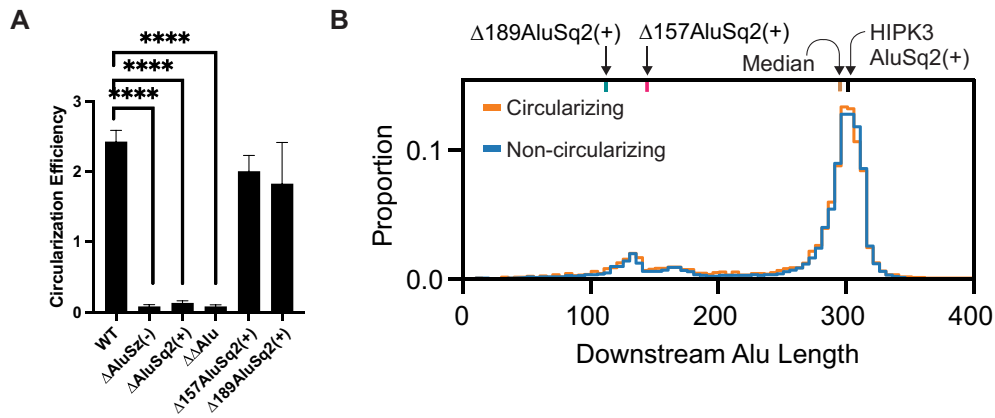 A
****
****
****
3
2
1
0
Circularization Efficiency
WT
ΔAluSz(-)
ΔAluSq2(+)
ΔΔAlu
Δ157AluSq2(+)
Δ189AluSq2(+)
B
Δ189AluSq2(+)
Δ157AluSq2(+)
Median
HIPK3
AluSq2(+)
Circularizing
Non-circularizing
Proportion
0.1
0.0
0
100
200
300
400
Downstream Alu Length